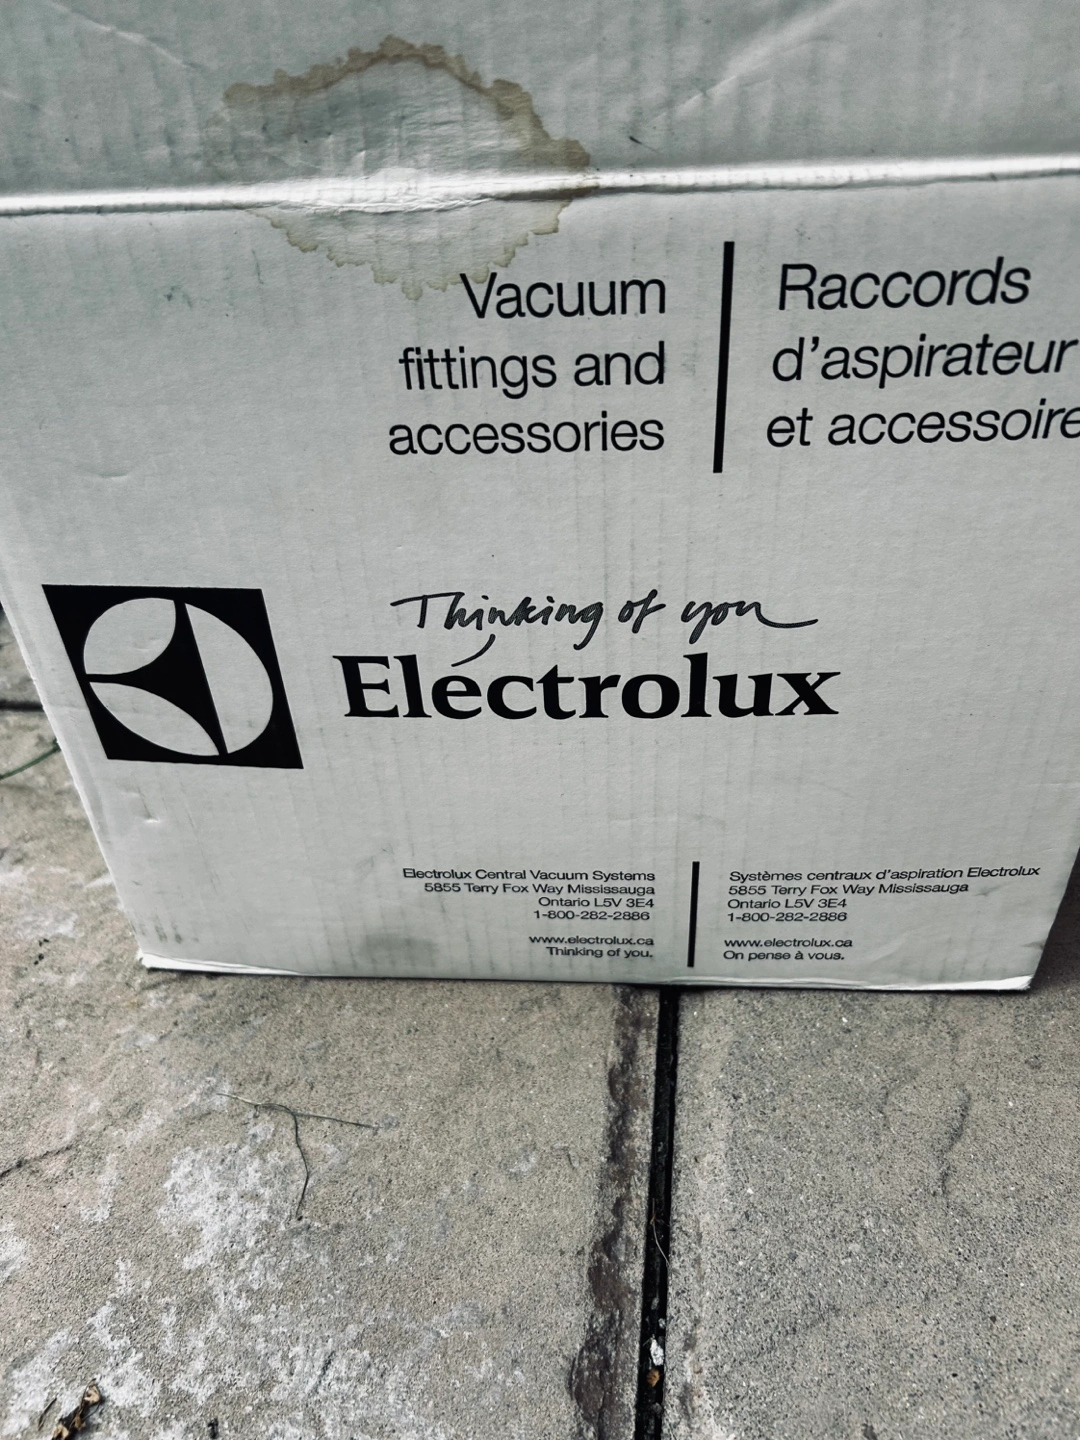 Vacuum
fittings and
accessories
Raccords
d'aspirateur
et accessoire
Thinking of you
Electrolux
Electrolux Central Vacuum Systems
5855 Terry Fox Way Mississauga
Ontario L5V 3E4
1-800-282-2886
www.electrolux.ca
Thinking of you.
Systèmes centraux d'aspiration Electrolux
5855 Terry Fox Way Mississauga
Ontario L5V 3E4
1-800-282-2886
www.electrolux.ca
On pense à vous.